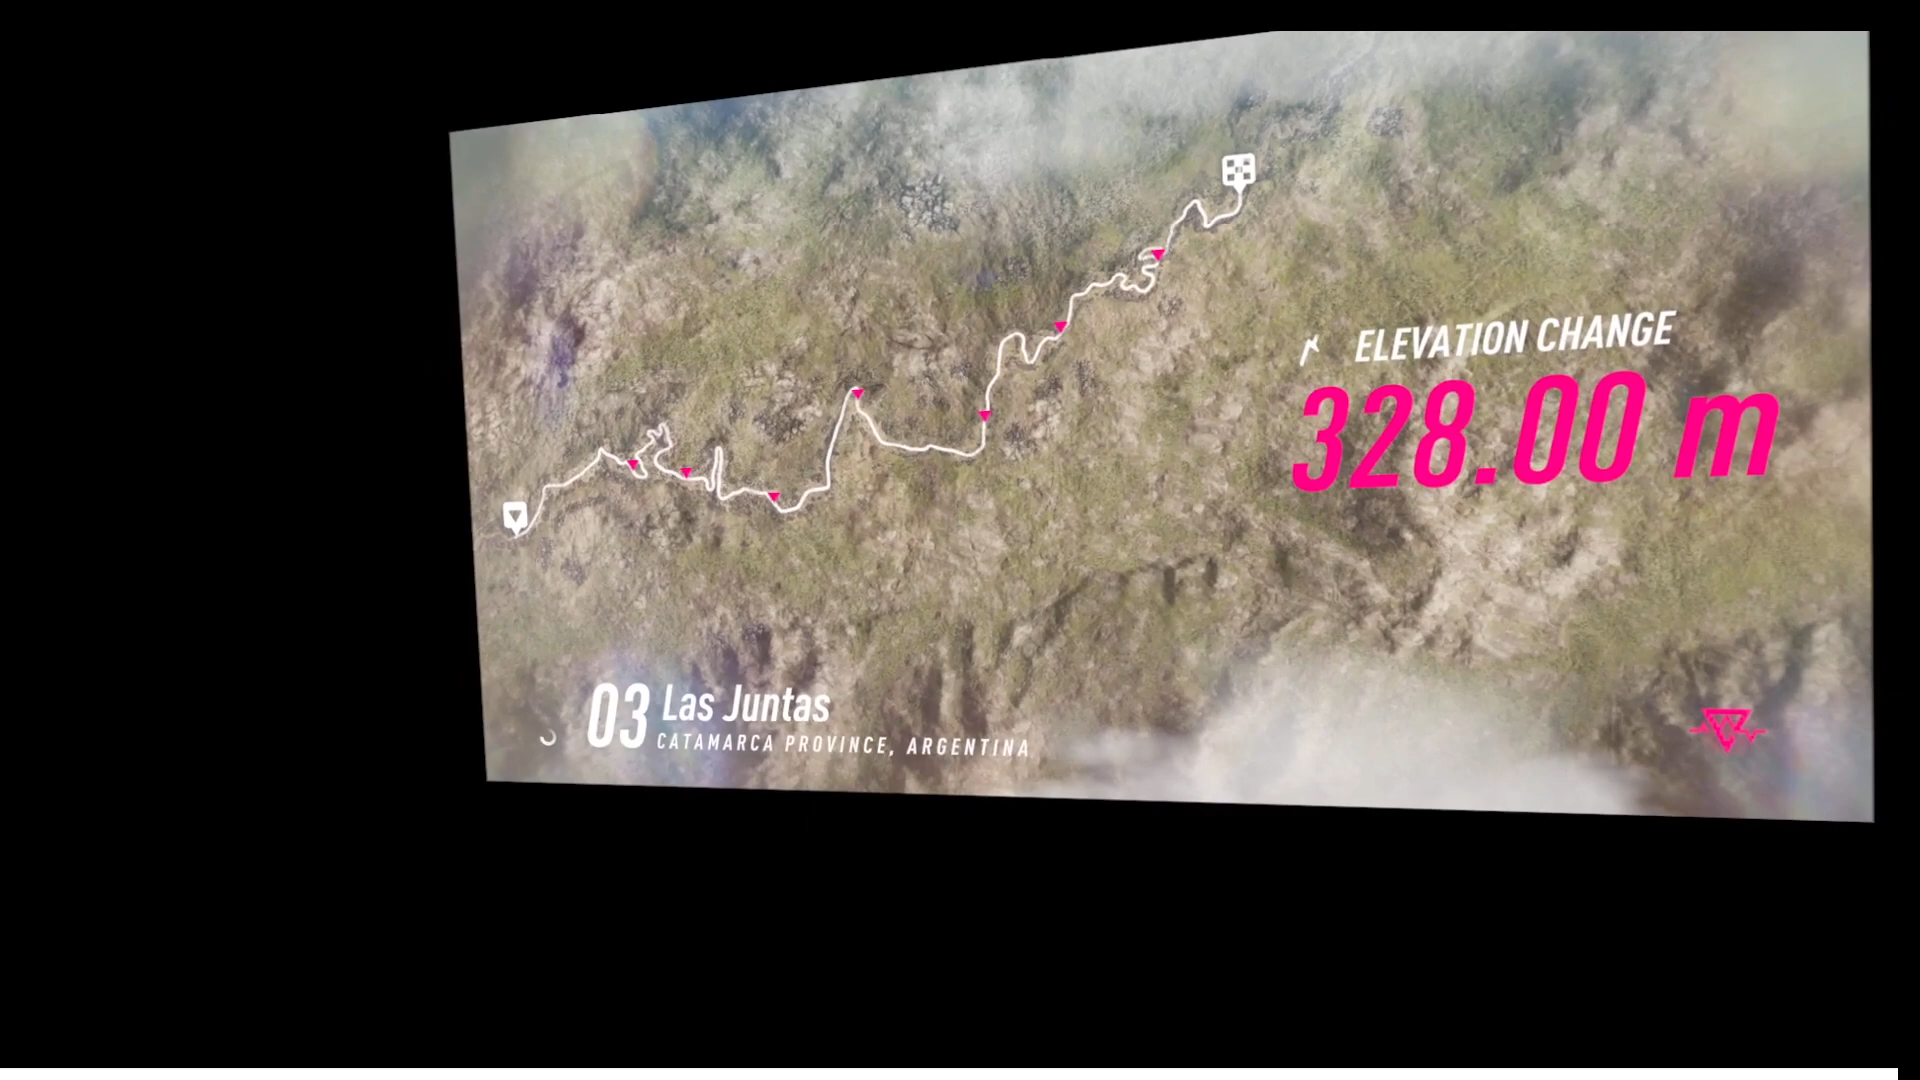 ELEVATION CHANGE
328.00 m
03 Las Juntas
CATAMARCA PROVINCE, ARGENTINA